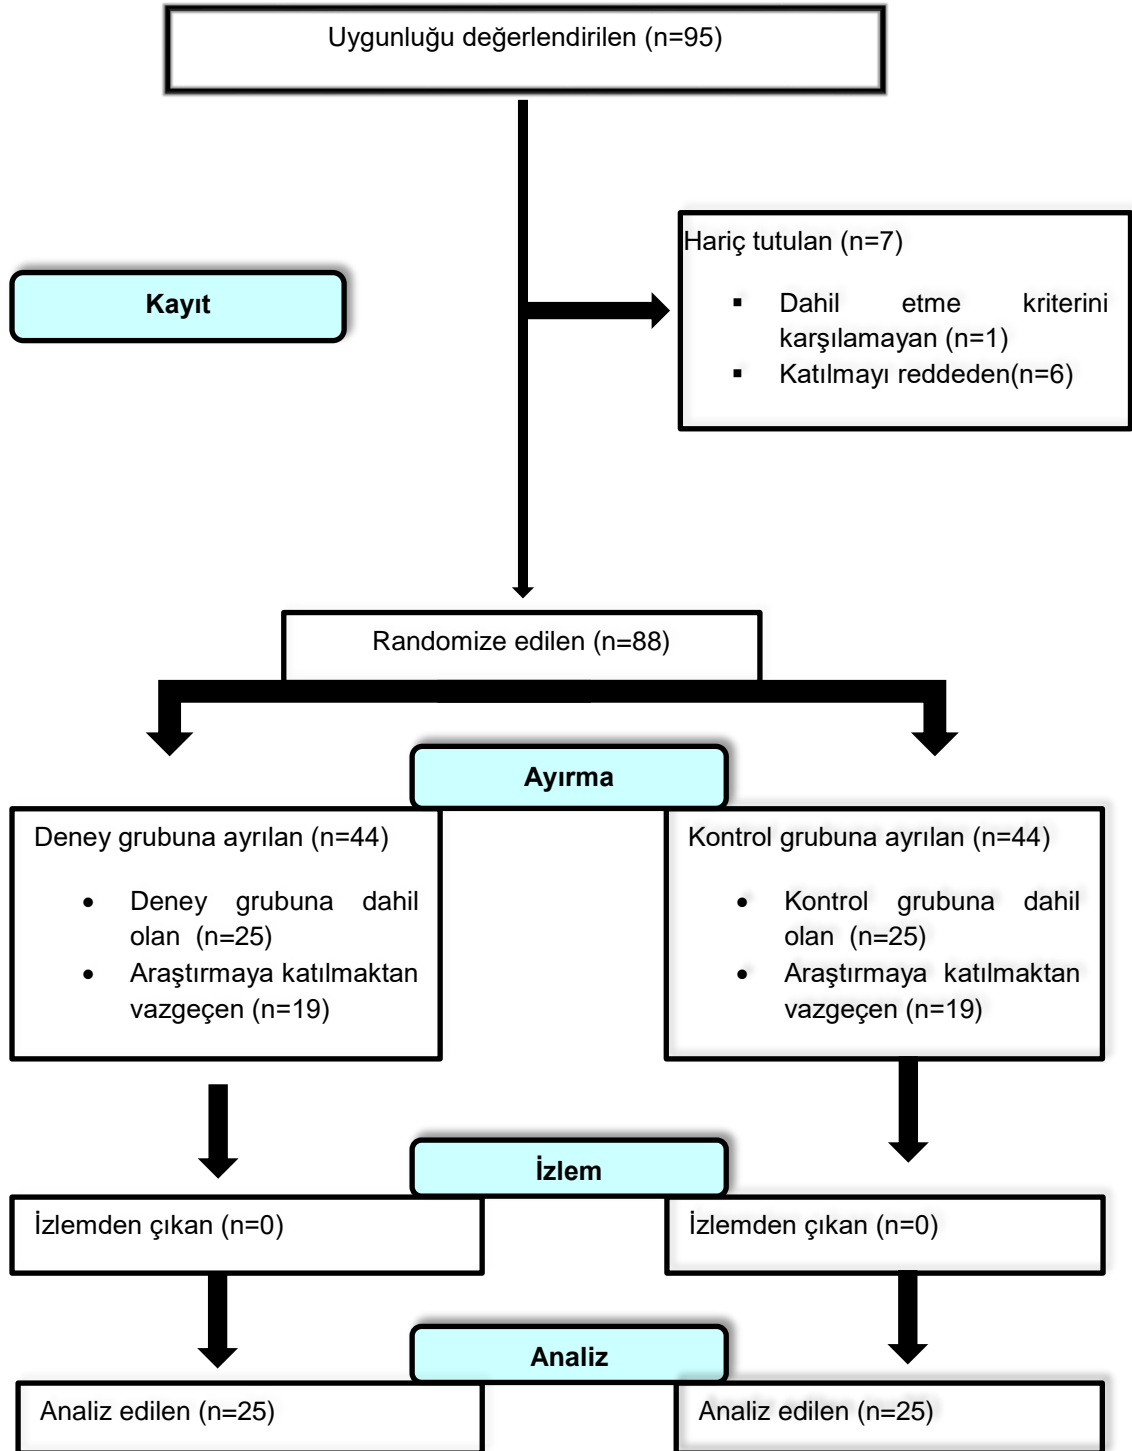 Uygunluğu değerlendirilen (n=95)
Hariç tutulan (n=7)
▪ Dahil etme kriterini
karşılamayan (n=1)
▪ Katılmayı reddeden(n=6)
Kayıt
Randomize edilen (n=88)
Ayırma
Deney grubuna ayrılan (n=44)
• Deney grubuna dahil
olan (n=25)
• Araştırmaya katılmaktan
vazgeçen (n=19)
Kontrol grubuna ayrılan (n=44)
• Kontrol grubuna dahil
olan (n=25)
• Araştırmaya katılmaktan
vazgeçen (n=19)
İzlem
İzlemden çıkan (n=0)
İzlemden çıkan (n=0)
Analiz
Analiz edilen (n=25)
Analiz edilen (n=25)